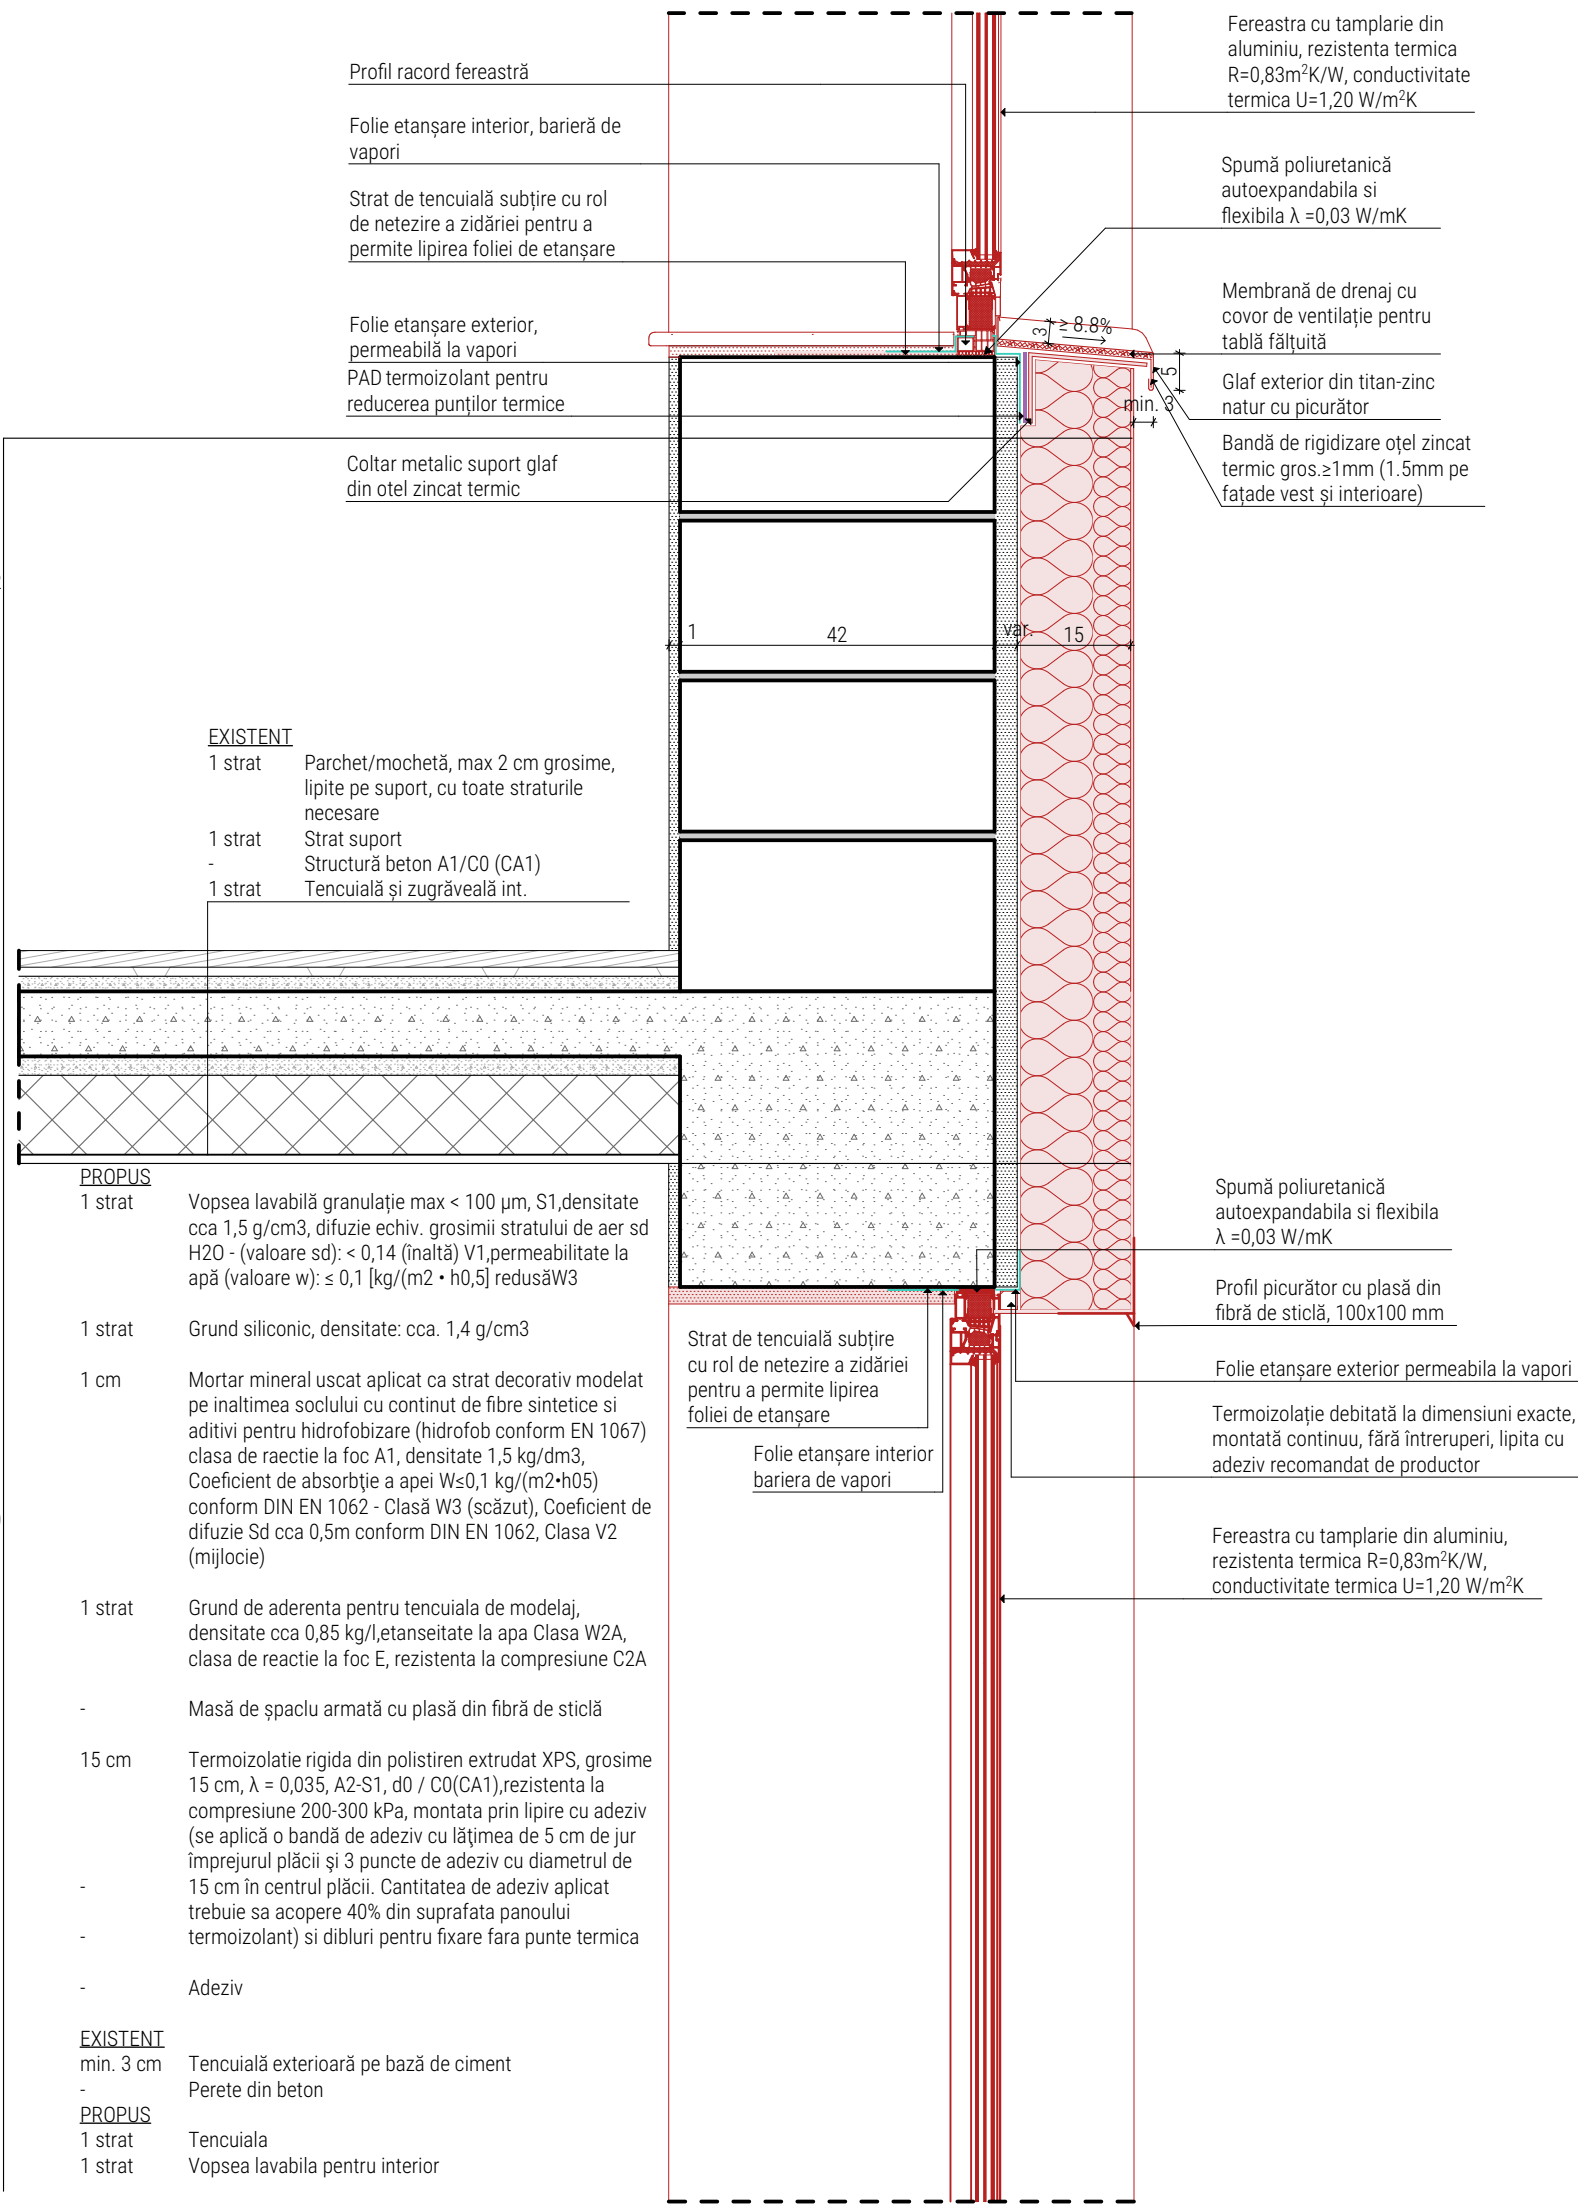 Profil racord fereastră
Folie etanșare interior, barieră de
vapori
Strat de tencuială subțire cu rol
de netezire a zidăriei pentru a
permite lipirea foliei de etanșare
Folie etanșare exterior,
permeabilă la vapori
PAD termoizolant pentru
reducerea punților termice
Coltar metalic suport glaf
din otel zincat termic
Fereastra cu tamplarie din
aluminiu, rezistenta termica
R=0,83m²K/W, conductivitate
termica U=1,20 W/m²K
Spumă poliuretanică
autoexpandabila si
flexibila λ =0,03 W/mK
Membrană de drenaj cu
covor de ventilație pentru
tablă fălțuită
Glaf exterior din titan-zinc
natur cu picurător
Bandă de rigidizare oțel zincat
termic gros.≥1mm (1.5mm pe
fațade vest și interioare)
3
≥ 8.8%
5
min. 3
1
42
var.
15
EXISTENT
1 strat Parchet/mochetă, max 2 cm grosime,
lipite pe suport, cu toate straturile
necesare
1 strat Strat suport
- Structură beton A1/C0 (CA1)
1 strat Tencuială și zugrăveală int.
PROPUS
1 strat Vopsea lavabilă granulație max < 100 µm, S1,densitate
cca 1,5 g/cm3, difuzie echiv. grosimii stratului de aer sd
H2O - (valoare sd): < 0,14 (înaltă) V1,permeabilitate la
apă (valoare w): ≤ 0,1 [kg/(m2 • h0,5] redusăW3
1 strat Grund siliconic, densitate: cca. 1,4 g/cm3
1 cm Mortar mineral uscat aplicat ca strat decorativ modelat
pe inaltimea soclului cu continut de fibre sintetice si
aditivi pentru hidrofobizare (hidrofob conform EN 1067)
clasa de raectie la foc A1, densitate 1,5 kg/dm3,
Coeficient de absorbţie a apei W≤0,1 kg/(m2•h05)
conform DIN EN 1062 - Clasă W3 (scăzut), Coeficient de
difuzie Sd cca 0,5m conform DIN EN 1062, Clasa V2
(mijlocie)
1 strat Grund de aderenta pentru tencuiala de modelaj,
densitate cca 0,85 kg/l,etanseitate la apa Clasa W2A,
clasa de reactie la foc E, rezistenta la compresiune C2A
- Masă de șpaclu armată cu plasă din fibră de sticlă
15 cm Termoizolatie rigida din polistiren extrudat XPS, grosime
15 cm, λ = 0,035, A2-S1, d0 / C0(CA1),rezistenta la
compresiune 200-300 kPa, montata prin lipire cu adeziv
(se aplică o bandă de adeziv cu lăţimea de 5 cm de jur
împrejurul plăcii şi 3 puncte de adeziv cu diametrul de
- 15 cm în centrul plăcii. Cantitatea de adeziv aplicat
trebuie sa acopere 40% din suprafata panoului
- termoizolant) si dibluri pentru fixare fara punte termica
- Adeziv
EXISTENT
min. 3 cm Tencuială exterioară pe bază de ciment
- Perete din beton
PROPUS
1 strat Tencuiala
1 strat Vopsea lavabila pentru interior
Strat de tencuială subțire
cu rol de netezire a zidăriei
pentru a permite lipirea
foliei de etanșare
Folie etanșare interior
bariera de vapori
Spumă poliuretanică
autoexpandabila si flexibila
λ =0,03 W/mK
Profil picurător cu plasă din
fibră de sticlă, 100x100 mm
Folie etanșare exterior permeabila la vapori
Termoizolație debitată la dimensiuni exacte,
montată continuu, fără întreruperi, lipita cu
adeziv recomandat de productor
Fereastra cu tamplarie din aluminiu,
rezistenta termica R=0,83m²K/W,
conductivitate termica U=1,20 W/m²K